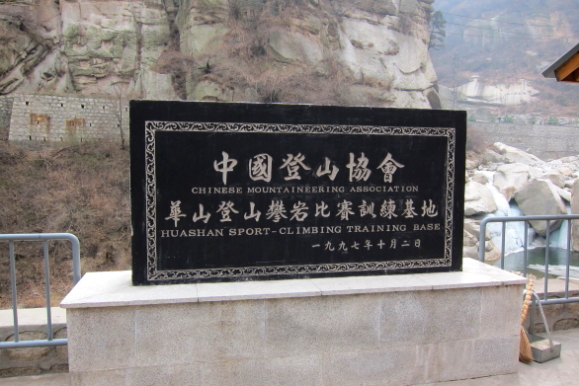 中國登山協會
CHINESE MOUNTAINEERING ASSOCIATION
華山登山攀岩比賽訓練基地
HUASHAN SPORT-CLIMBING TRAINING BASE
一九九七年十月二日